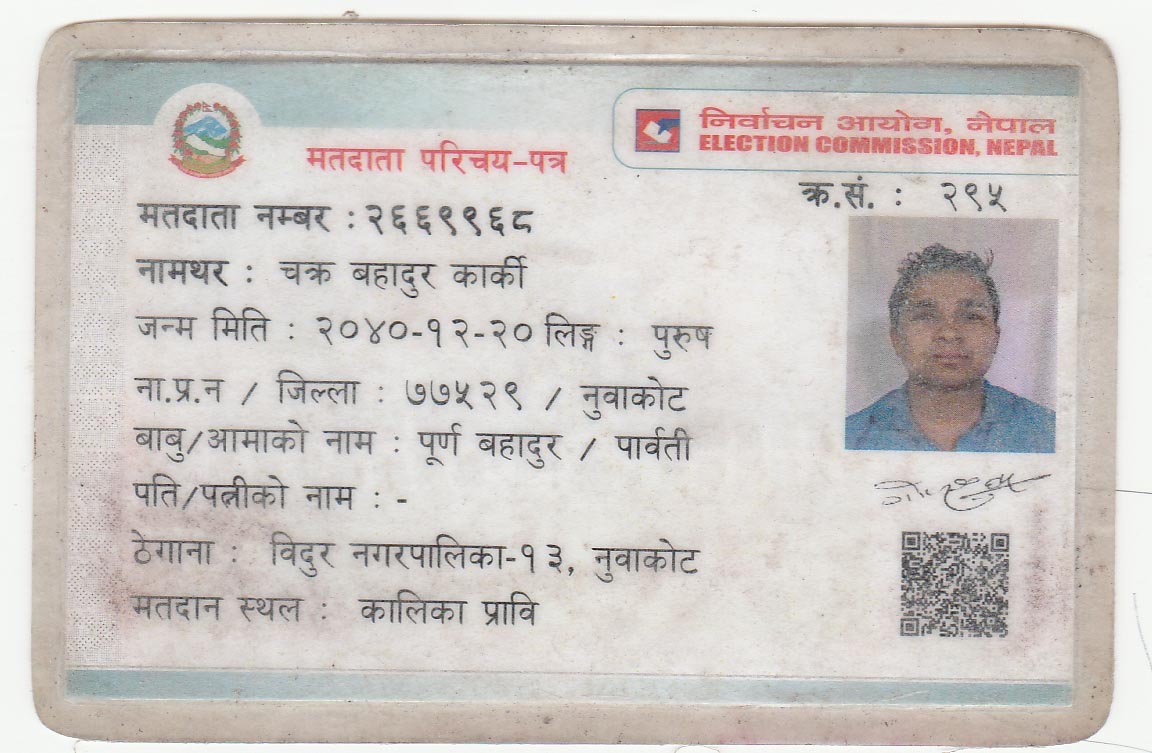 निर्वाचन आयोग, नेपाल
ELECTION COMMISSION, NEPAL
मतदाता परिचय-पत्र
क्र.सं. : २९५
मतदाता नम्बर : २६६९९६८
नामथर : चक्र बहादुर कार्की
जन्म मिति : २०४०-१२-२० लिङ्ग : पुरुष
ना.प्र.न / जिल्ला : ७७५२९ / नुवाकोट
बाबु/आमाको नाम : पूर्ण बहादुर / पार्वती
पति/पत्नीको नाम : -
ठेगाना : विदुर नगरपालिका-१३, नुवाकोट
मतदान स्थल : कालिका प्रावि